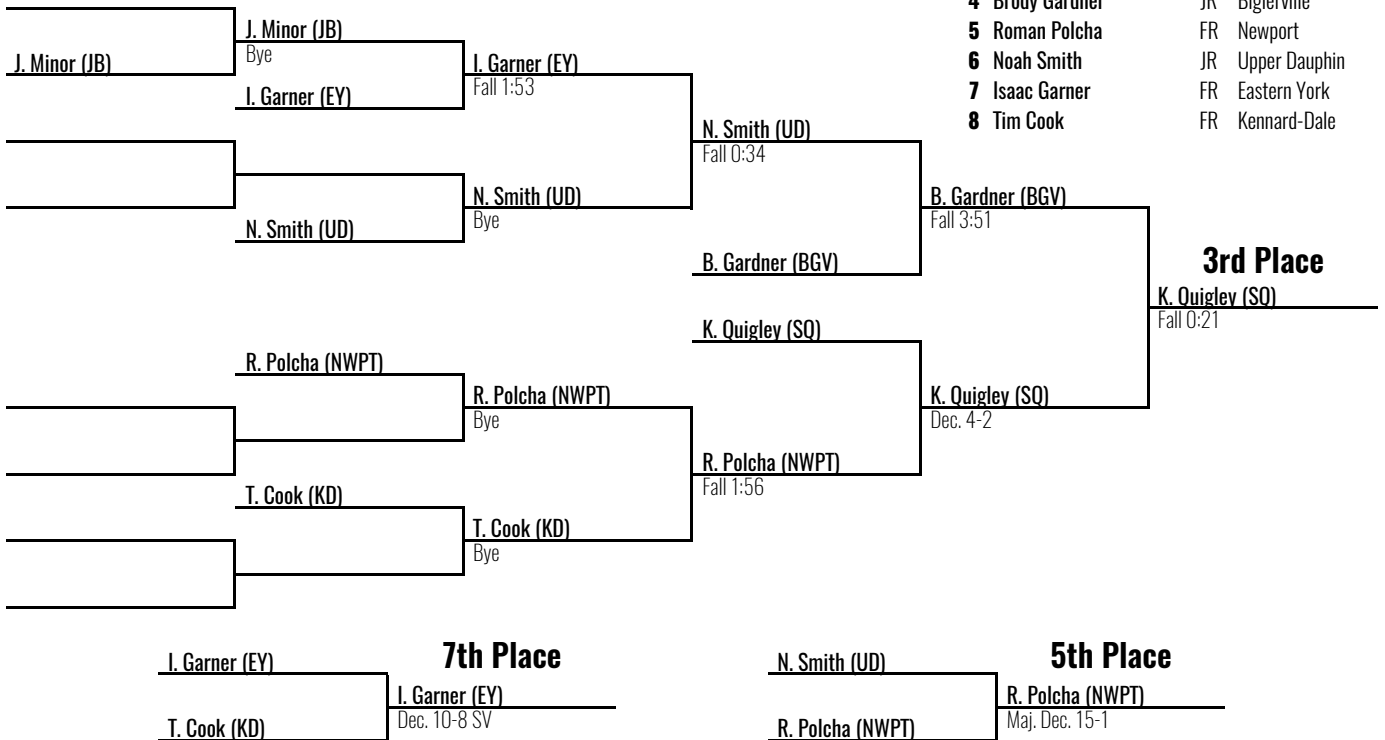 4 Brody Gardner JR Biglerville
J. Minor (JB)
5 Roman Polcha FR Newport
Bye
J. Minor (JB)
I. Garner (EY)
6 Noah Smith JR Upper Dauphin
Fall 1:53
I. Garner (EY)
7 Isaac Garner FR Eastern York
8 Tim Cook FR Kennard-Dale
N. Smith (UD)
Fall 0:34
N. Smith (UD)
Bye
B. Gardner (BGV)
Fall 3:51
N. Smith (UD)
B. Gardner (BGV)
3rd Place
K. Quigley (SQ)
Fall 0:21
K. Quigley (SQ)
R. Polcha (NWPT)
R. Polcha (NWPT)
Bye
K. Quigley (SQ)
Dec. 4-2
R. Polcha (NWPT)
Fall 1:56
T. Cook (KD)
T. Cook (KD)
Bye
7th Place
I. Garner (EY)
I. Garner (EY)
Dec. 10-8 SV
T. Cook (KD)
5th Place
N. Smith (UD)
R. Polcha (NWPT)
Maj. Dec. 15-1
R. Polcha (NWPT)